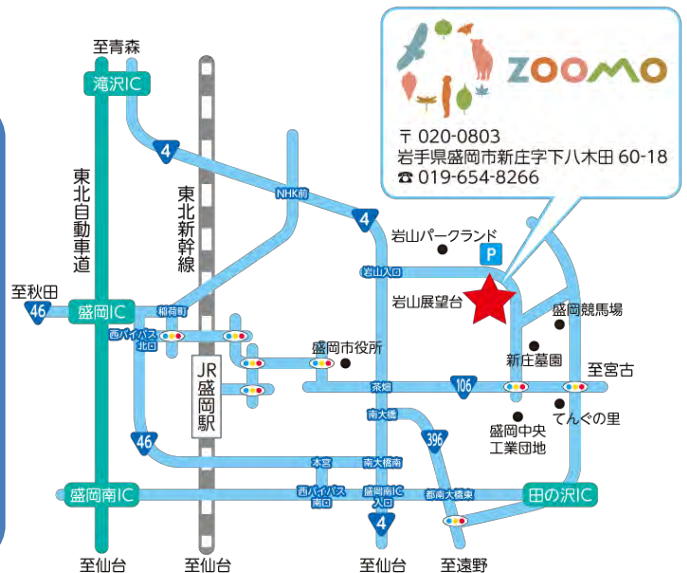 ZOOMO
〒020-0803
岩手県盛岡市新庄字下八木田 60-18
☎ 019-654-8266
至青森
滝沢IC
4
NHK前
4
東北自動車道
東北新幹線
岩山パークランド
P
岩山入口
岩山展望台
至秋田
46
盛岡IC
稲荷町
西バイパス
北口
盛岡市役所
盛岡競馬場
新庄墓園
至宮古
JR盛岡駅
茶畑
106
南大橋
396
盛岡中央
工業団地
てんぐの里
46
本宮
南大橋南
盛岡南IC
西バイパス
南口
盛岡南IC
入口
都南大橋東
田の沢IC
4
至仙台
至仙台
至仙台
至遠野